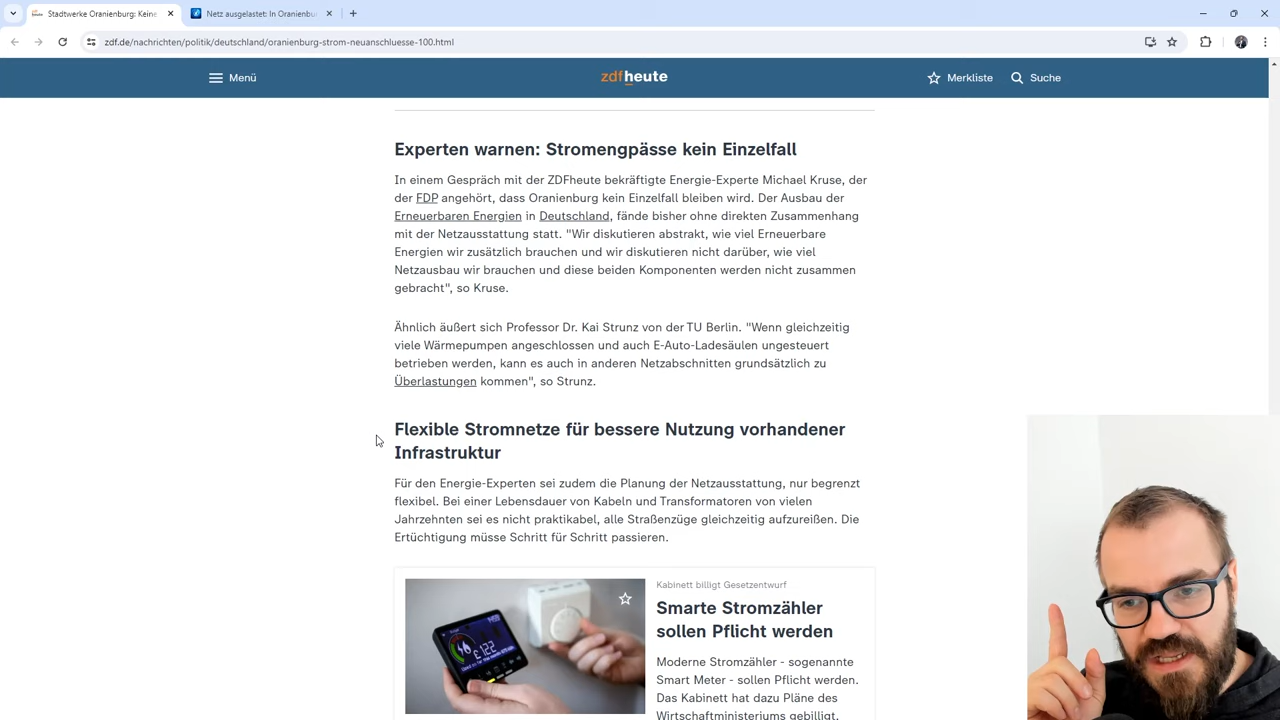 Stadtwerke Oranienburg: Keine
Netz ausgelastet: In Oranienbu
zdf.de/nachrichten/politik/deutschland/oranienburg-strom-neuanschluesse-100.html
Menü
zdfheute
Merkliste
Suche
Experten warnen: Stromengpässe kein Einzelfall
In einem Gespräch mit der ZDFheute bekräftigte Energie-Experte Michael Kruse, der
der FDP angehört, dass Oranienburg kein Einzelfall bleiben wird. Der Ausbau der
Erneuerbaren Energien in Deutschland, fände bisher ohne direkten Zusammenhang
mit der Netzausstattung statt. "Wir diskutieren abstrakt, wie viel Erneuerbare
Energien wir zusätzlich brauchen und wir diskutieren nicht darüber, wie viel
Netzausbau wir brauchen und diese beiden Komponenten werden nicht zusammen
gebracht", so Kruse.
Ähnlich äußert sich Professor Dr. Kai Strunz von der TU Berlin. "Wenn gleichzeitig
viele Wärmepumpen angeschlossen und auch E-Auto-Ladesäulen ungesteuert
betrieben werden, kann es auch in anderen Netzabschnitten grundsätzlich zu
Überlastungen kommen", so Strunz.
Flexible Stromnetze für bessere Nutzung vorhandener
Infrastruktur
Für den Energie-Experten sei zudem die Planung der Netzausstattung, nur begrenzt
flexibel. Bei einer Lebensdauer von Kabeln und Transformatoren von vielen
Jahrzehnten sei es nicht praktikabel, alle Straßenzüge gleichzeitig aufzureißen. Die
Ertüchtigung müsse Schritt für Schritt passieren.
Kabinett billigt Gesetzentwurf
Smarte Stromzähler
sollen Pflicht werden
Moderne Stromzähler - sogenannte
Smart Meter - sollen Pflicht werden.
Das Kabinett hat dazu Pläne des
Wirtschaftministeriums gebilligt,